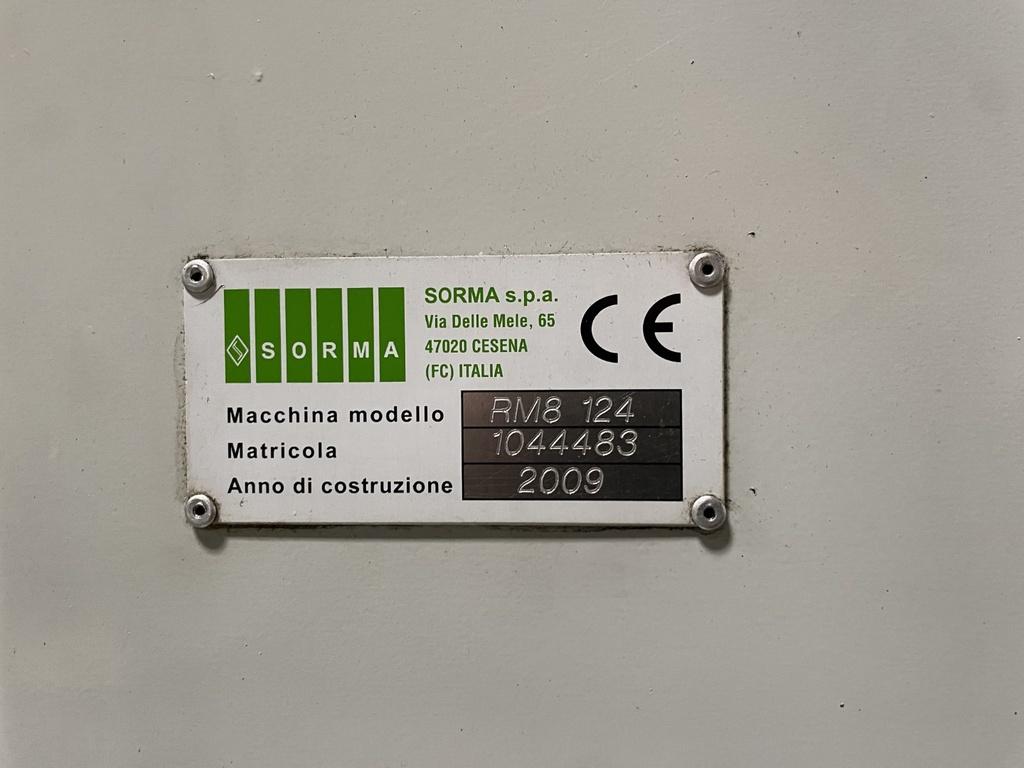 SORMA
SORMA s.p.a.
Via Delle Mele, 65
47020 CESENA
(FC) ITALIA
CE
Macchina modello RM8 124
Matricola 1044483
Anno di costruzione 2009